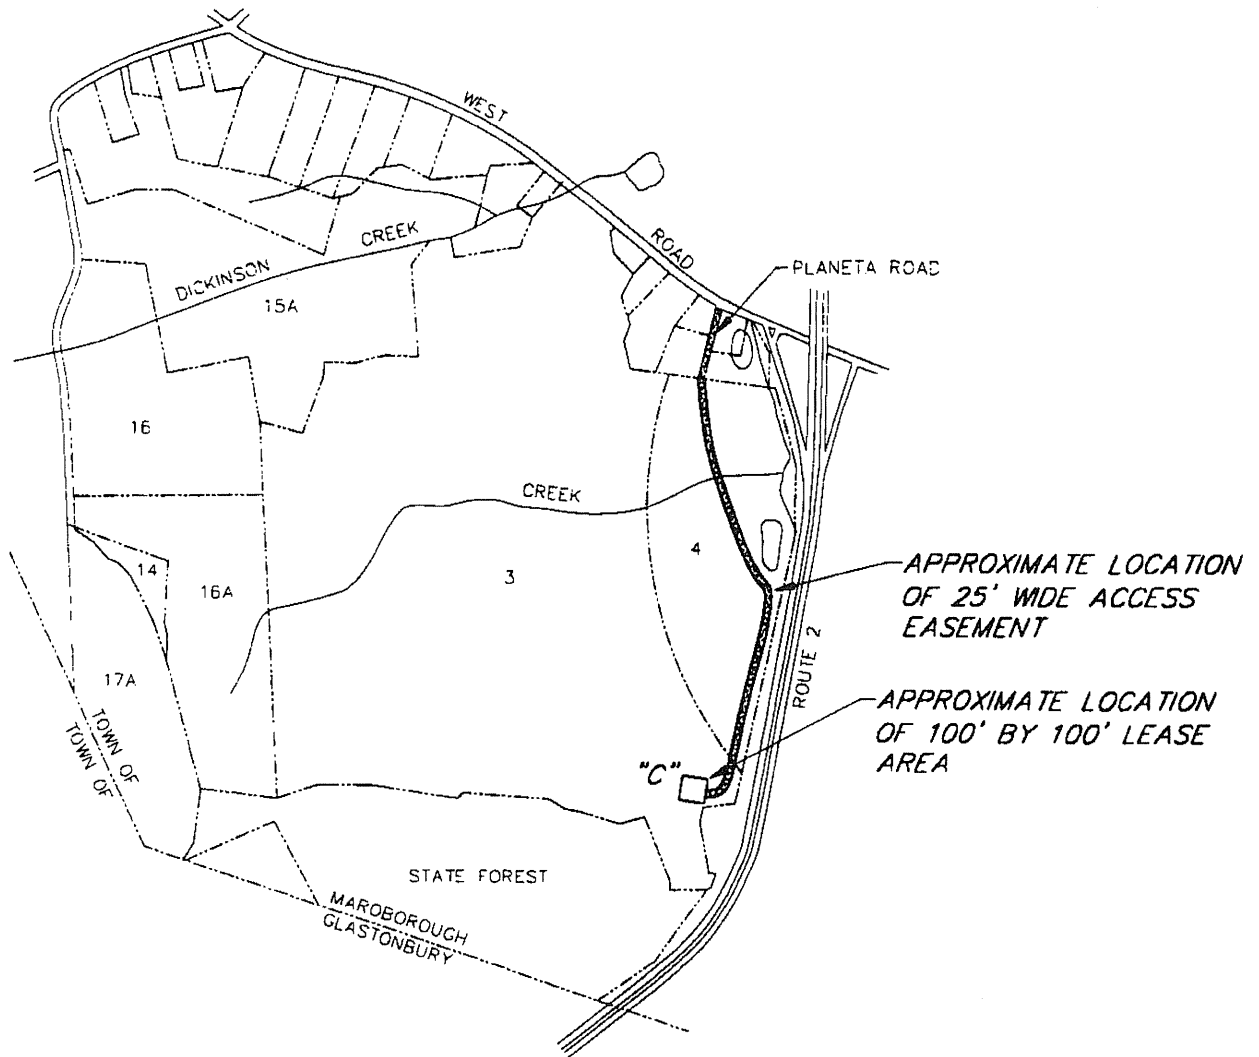 WEST
ROAD
PLANETA ROAD
CREEK
DICKINSON
15A
16
CREEK
4
3
14
16A
APPROXIMATE LOCATION
OF 25' WIDE ACCESS
EASEMENT
ROUTE 2
17A
APPROXIMATE LOCATION
OF 100' BY 100' LEASE
AREA
TOWN OF
TOWN OF
"C"
STATE FOREST
MAROBOROUGH
GLASTONBURY